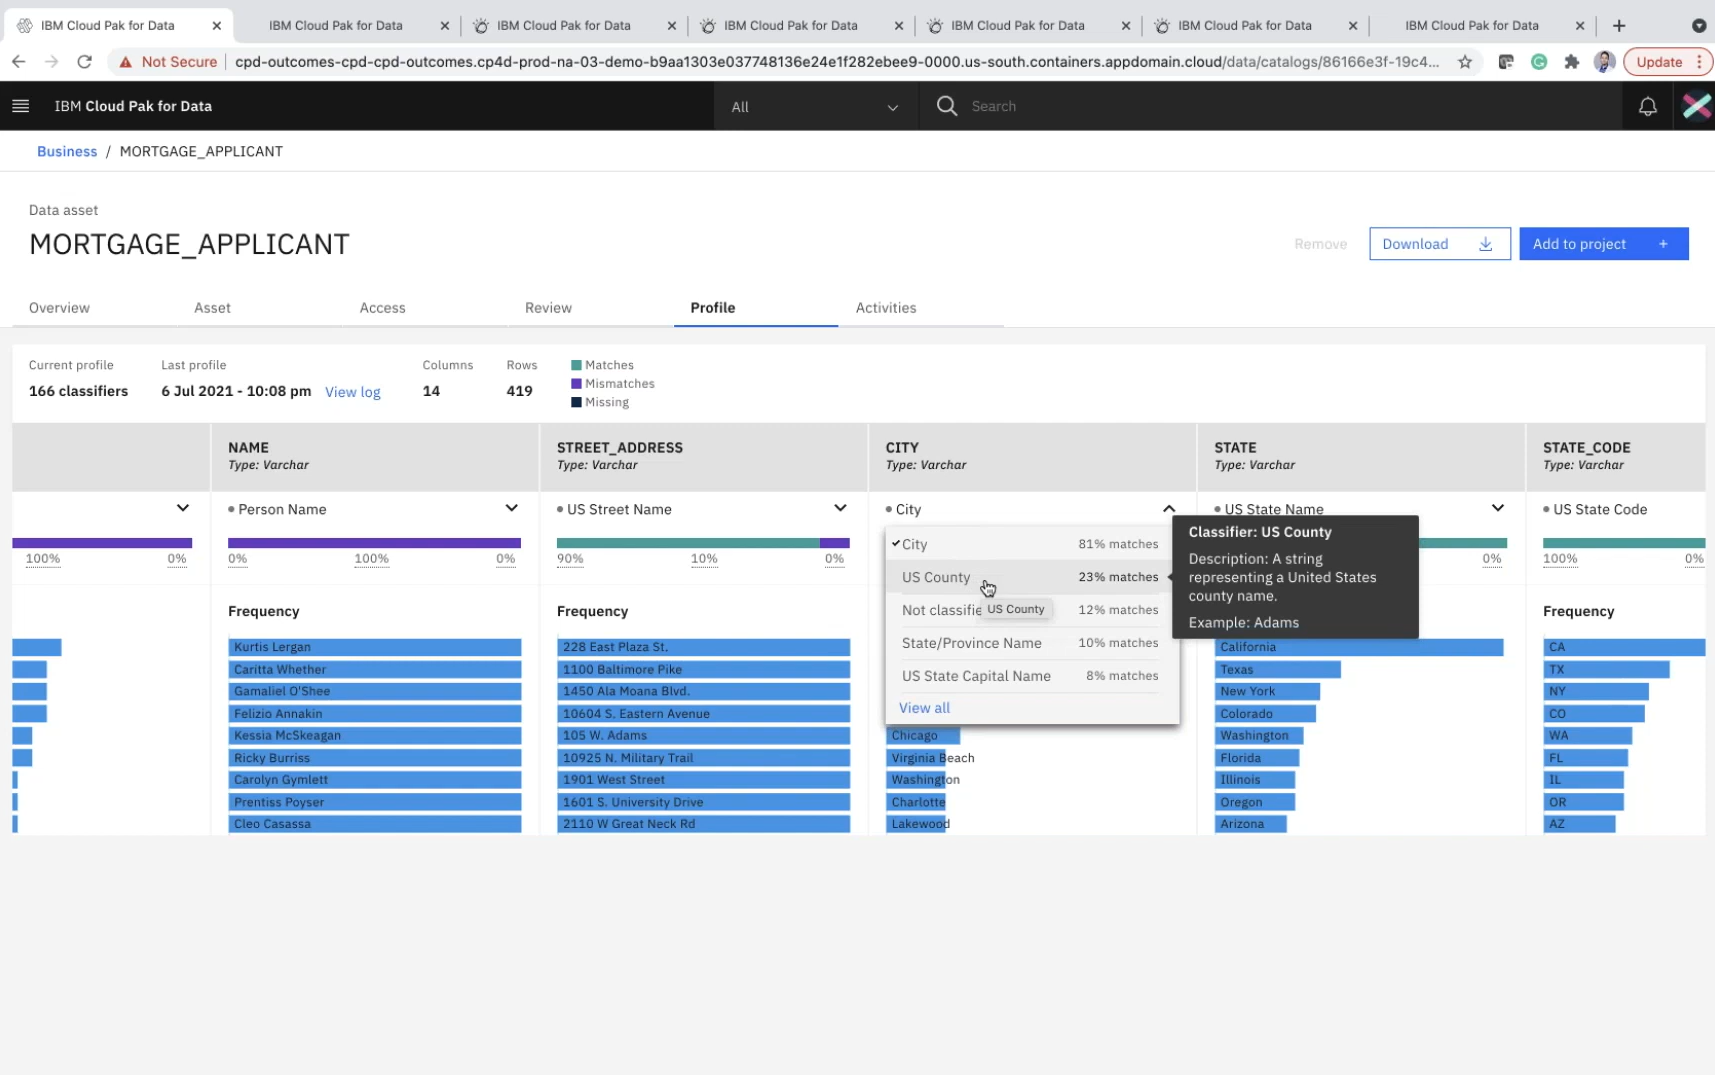 IBM Cloud Pak for Data
IBM Cloud Pak for Data
IBM Cloud Pak for Data
IBM Cloud Pak for Data
IBM Cloud Pak for Data
IBM Cloud Pak for Data
IBM Cloud Pak for Data
Not Secure cpd-outcomes-cpd-cpd-outcomes.cp4d-prod-na-03-demo-b9aa1303e037748136e24e1f282ebee9-0000.us-south.containers.appdomain.cloud/data/catalogs/86166e3f-19c4... Update
IBM Cloud Pak for Data All Search
Business / MORTGAGE_APPLICANT
Data asset
MORTGAGE_APPLICANT
Remove Download Add to project +
Overview Asset Access Review Profile Activities
Current profile
166 classifiers
Last profile
6 Jul 2021 - 10:08 pm View log
Columns
14
Rows
419
Matches
Mismatches
Missing
100% 0%
NAME
Type: Varchar
Person Name
0% 100% 0%
Frequency
Kurtis Lergan
Caritta Whether
Gamaliel O'Shee
Felizio Annakin
Kessia McSkeagan
Ricky Burriss
Carolyn Gymlett
Prentiss Poyser
Cleo Casassa
STREET_ADDRESS
Type: Varchar
US Street Name
90% 10% 0%
Frequency
228 East Plaza St.
1100 Baltimore Pike
1450 Ala Moana Blvd.
10604 S. Eastern Avenue
105 W. Adams
10925 N. Military Trail
1901 West Street
1601 S. University Drive
2110 W Great Neck Rd
CITY
Type: Varchar
City
City 81% matches
US County 23% matches
Not classifie 12% matches
US County
State/Province Name 10% matches
US State Capital Name 8% matches
View all
Chicago
Virginia Beach
Washington
Charlotte
Lakewood
STATE
Type: Varchar
US State Name
Classifier: US County
Description: A string
representing a United States
county name.
Example: Adams
0%
California
Texas
New York
Colorado
Washington
Florida
Illinois
Oregon
Arizona
STATE_CODE
Type: Varchar
US State Code
100% 0%
Frequency
CA
TX
NY
CO
WA
FL
IL
OR
AZ